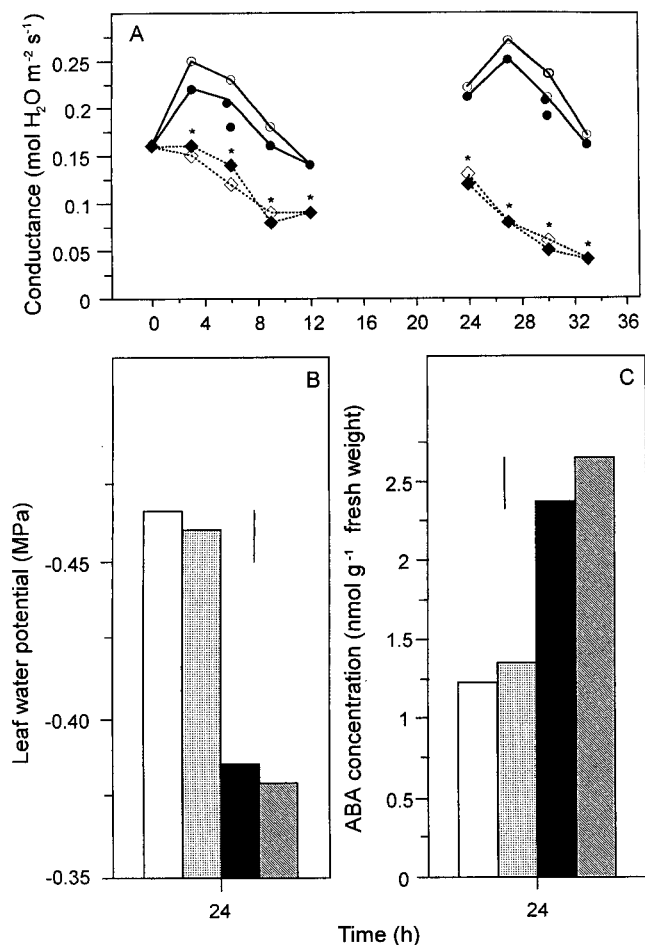 A
Conductance (mol H₂O m⁻² s⁻¹)
0.25
0.2
0.15
0.1
0.05
0
* * * * * * * *
0 4 8 12 16 20 24 28 32 36
B
Leaf water potential (MPa)
-0.45
-0.40
-0.35
24
C
ABA concentration (nmol g⁻¹ fresh weight)
2.5
2
1.5
1
0.5
0
24
Time (h)